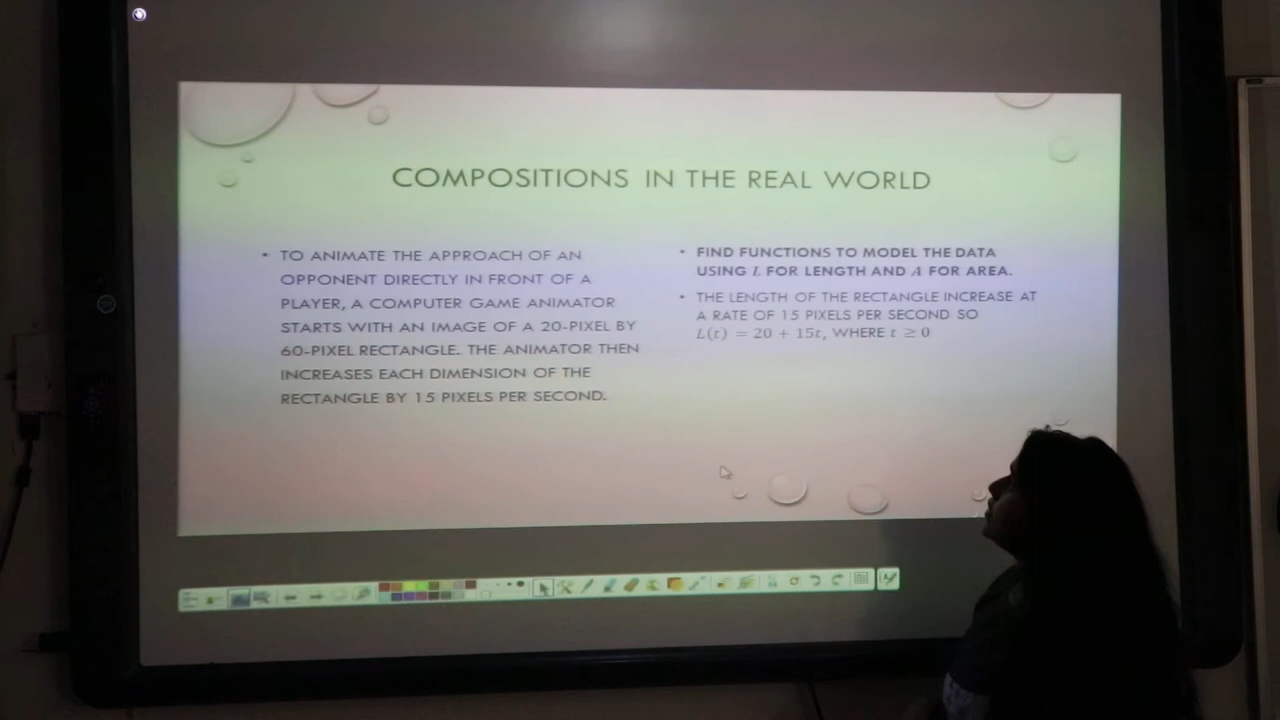 COMPOSITIONS IN THE REAL WORLD
• TO ANIMATE THE APPROACH OF AN
OPPONENT DIRECTLY IN FRONT OF A
PLAYER, A COMPUTER GAME ANIMATOR
STARTS WITH AN IMAGE OF A 20-PIXEL BY
60-PIXEL RECTANGLE. THE ANIMATOR THEN
INCREASES EACH DIMENSION OF THE
RECTANGLE BY 15 PIXELS PER SECOND.
• FIND FUNCTIONS TO MODEL THE DATA
USING L FOR LENGTH AND A FOR AREA.
• THE LENGTH OF THE RECTANGLE INCREASE AT
A RATE OF 15 PIXELS PER SECOND SO
L(t) = 20 + 15t, WHERE t ≥ 0